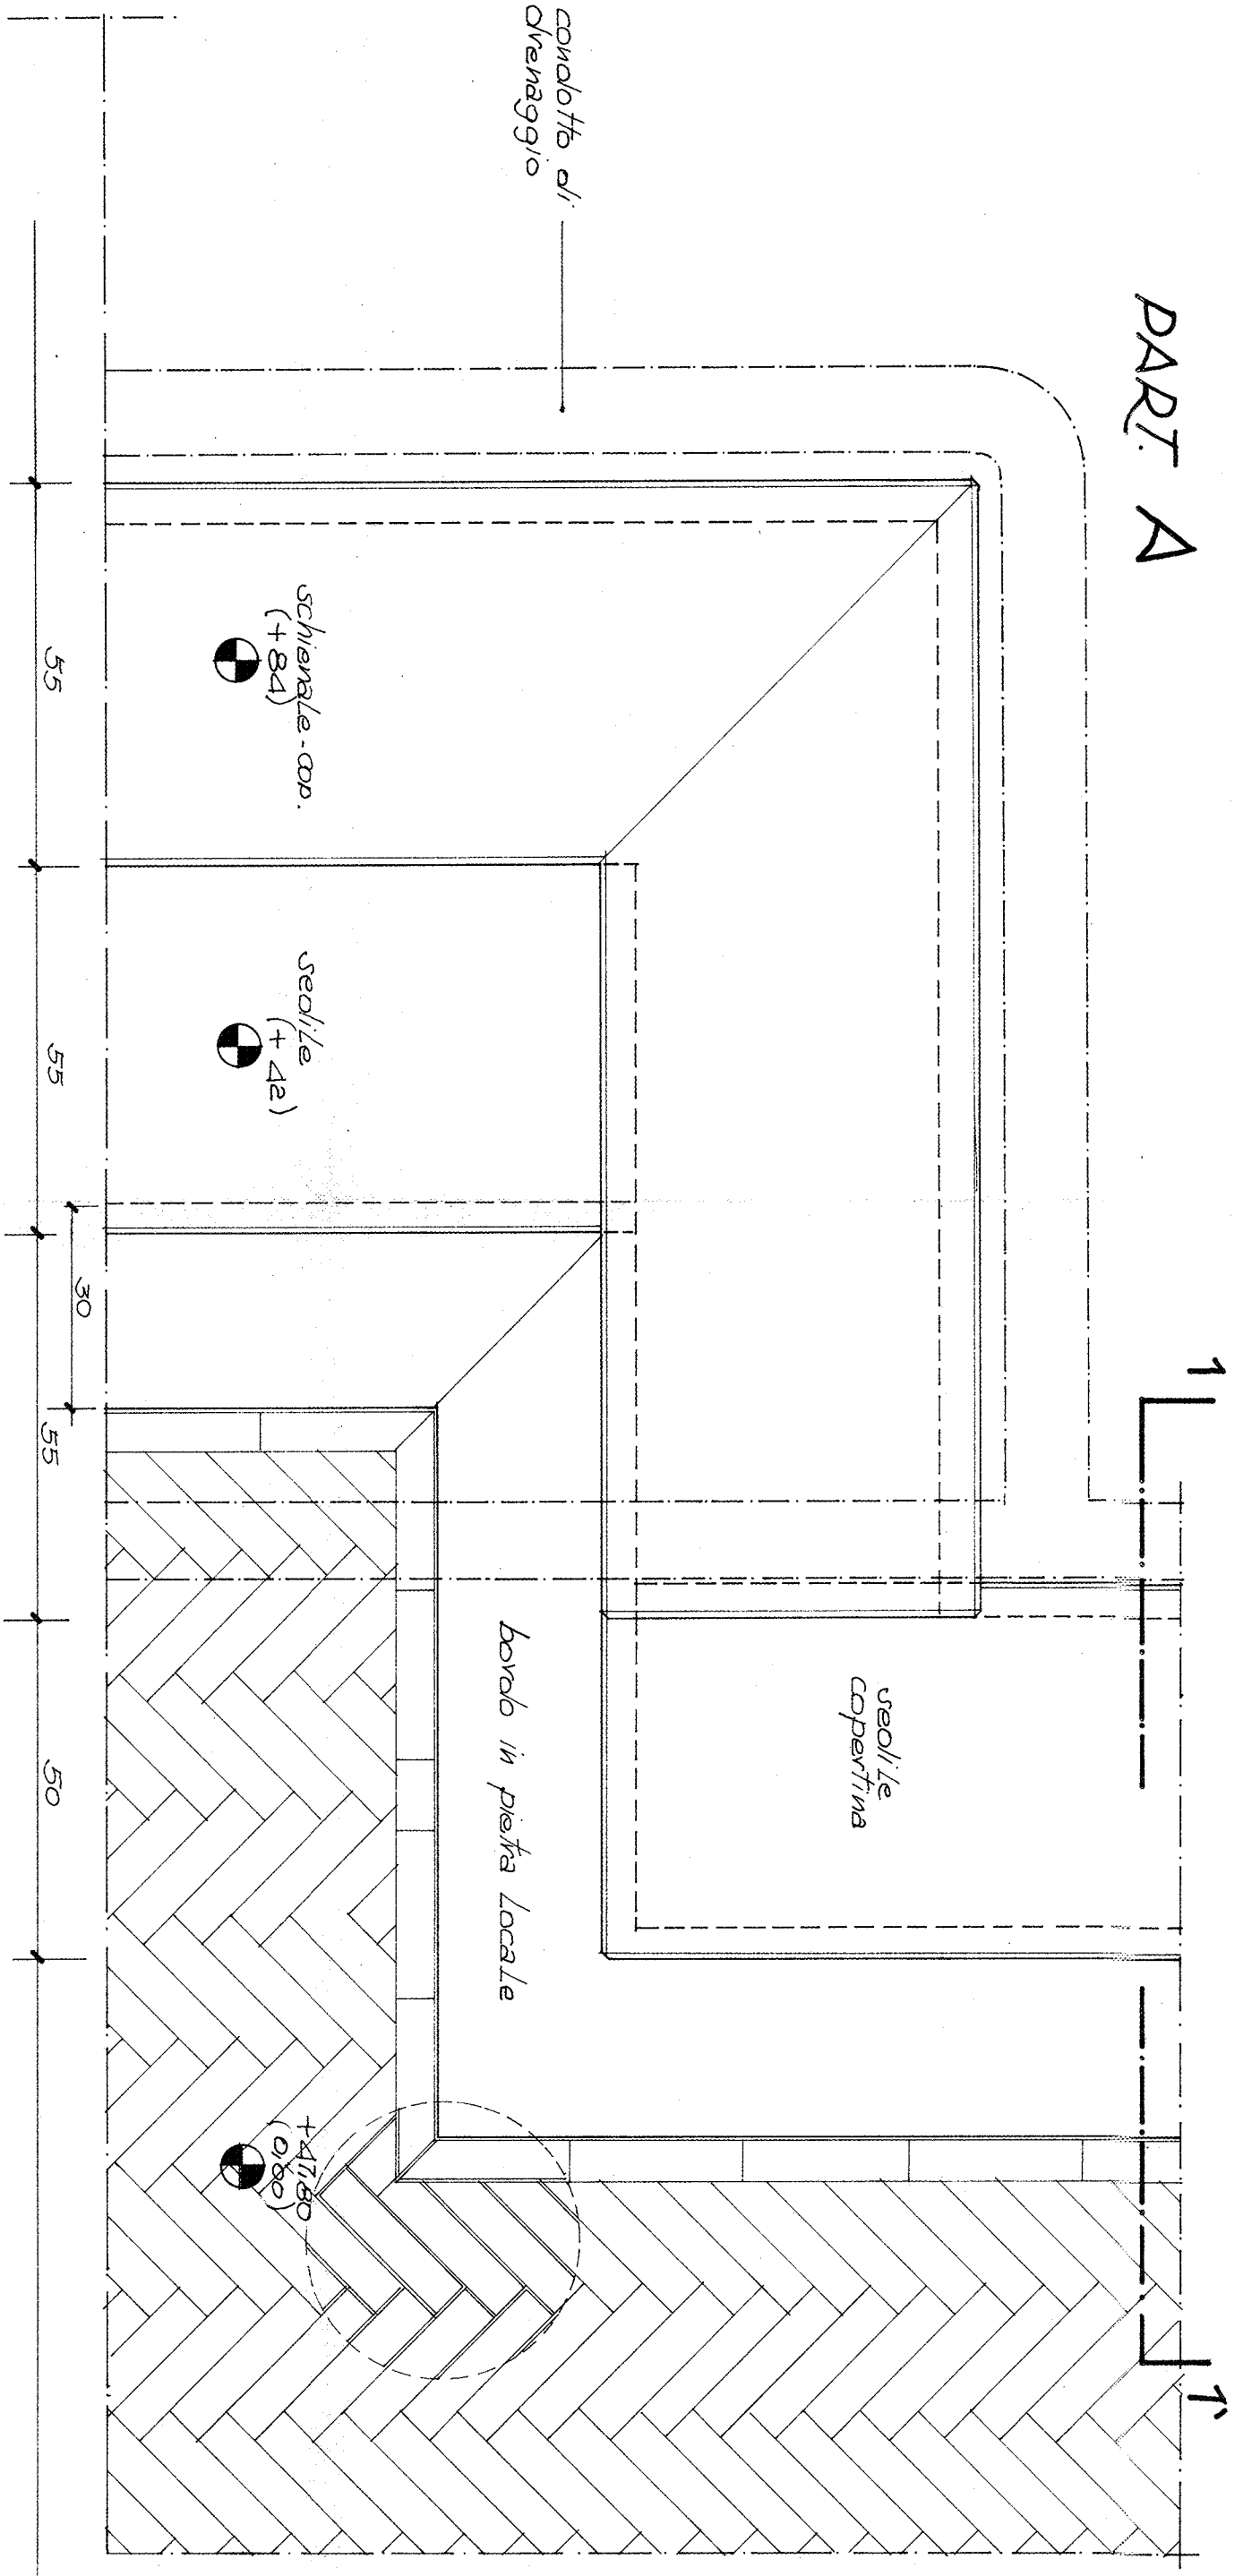 PART. A
condotto di
drenaggio
schienale-cop.
(+84)
sedile
(+42)
sedile
copertina
bordo in pietra locale
+47.80
(0,00)
1
1'
55
55
30
55
50